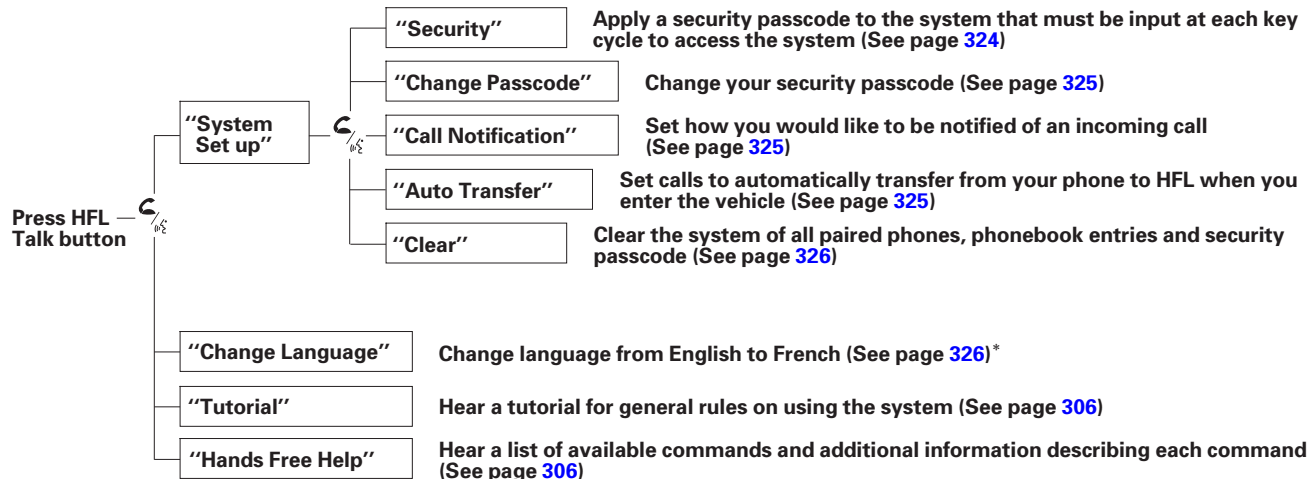 "Security"
Apply a security passcode to the system that must be input at each key
cycle to access the system (See page 324)
"Change Passcode"
Change your security passcode (See page 325)
"System
Set up"
"Call Notification"
Set how you would like to be notified of an incoming call
(See page 325)
"Auto Transfer"
Set calls to automatically transfer from your phone to HFL when you
enter the vehicle (See page 325)
Press HFL
Talk button
"Clear"
Clear the system of all paired phones, phonebook entries and security
passcode (See page 326)
"Change Language"
Change language from English to French (See page 326)*
"Tutorial"
Hear a tutorial for general rules on using the system (See page 306)
"Hands Free Help"
Hear a list of available commands and additional information describing each command
(See page 306)